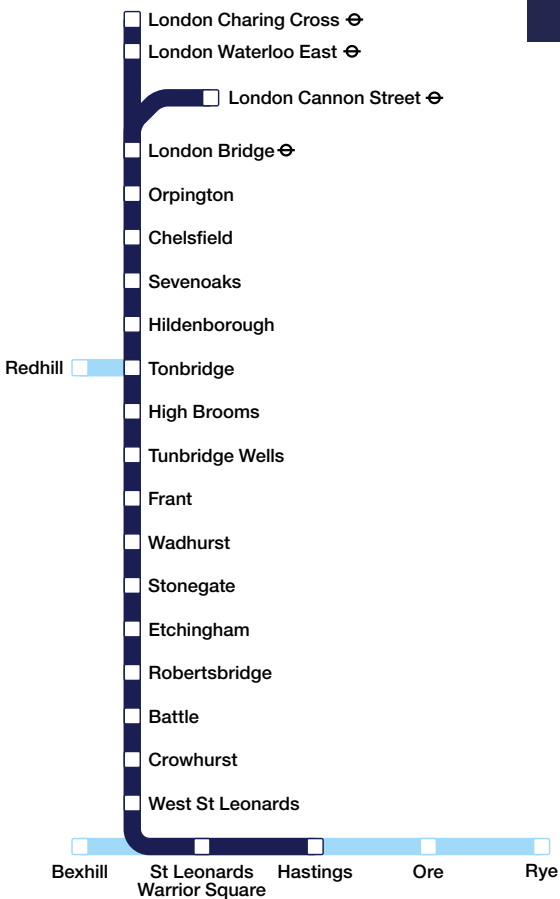 London Charing Cross
London Waterloo East
London Cannon Street
London Bridge
Orpington
Chelsfield
Sevenoaks
Hildenborough
Redhill
Tonbridge
High Brooms
Tunbridge Wells
Frant
Wadhurst
Stonegate
Etchingham
Robertsbridge
Battle
Crowhurst
West St Leonards
Bexhill
St Leonards
Warrior Square
Hastings
Ore
Rye